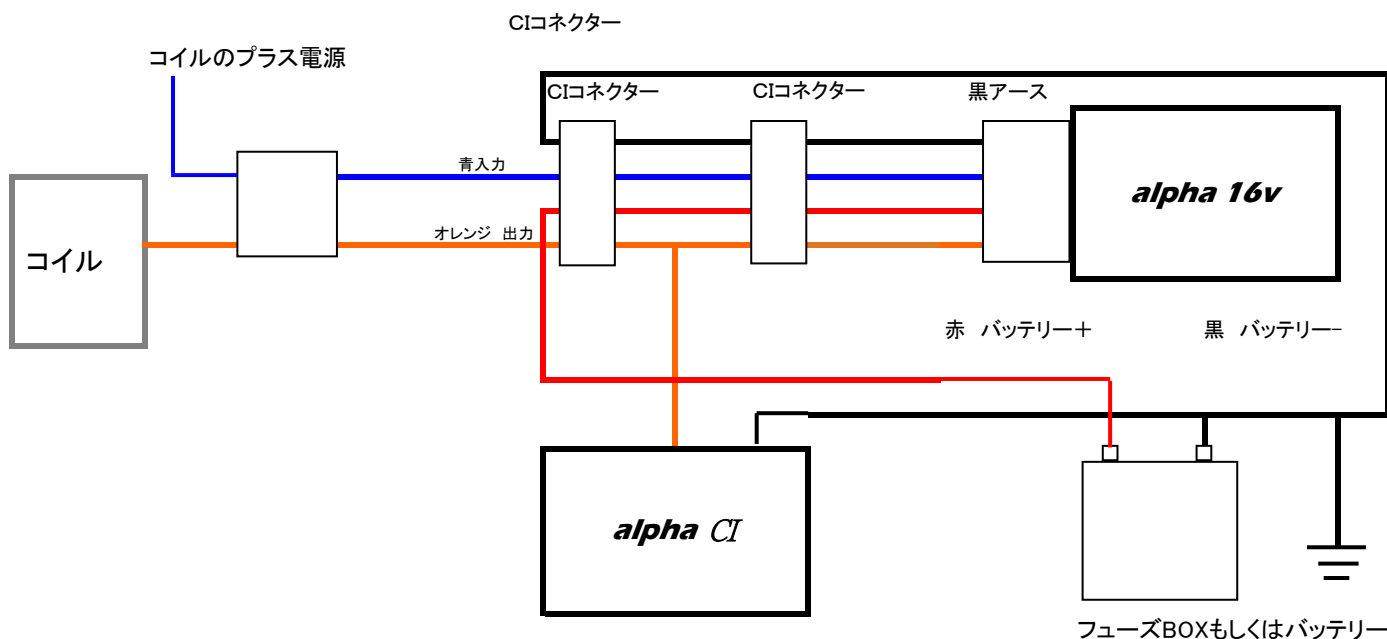 CIコネクター
コイルのプラス電源
CIコネクター
CIコネクター
黒アース
青入力
alpha 16v
オレンジ 出力
コイル
赤 バッテリー＋
黒 バッテリー-
alpha CI
フューズBOXもしくはバッテリー